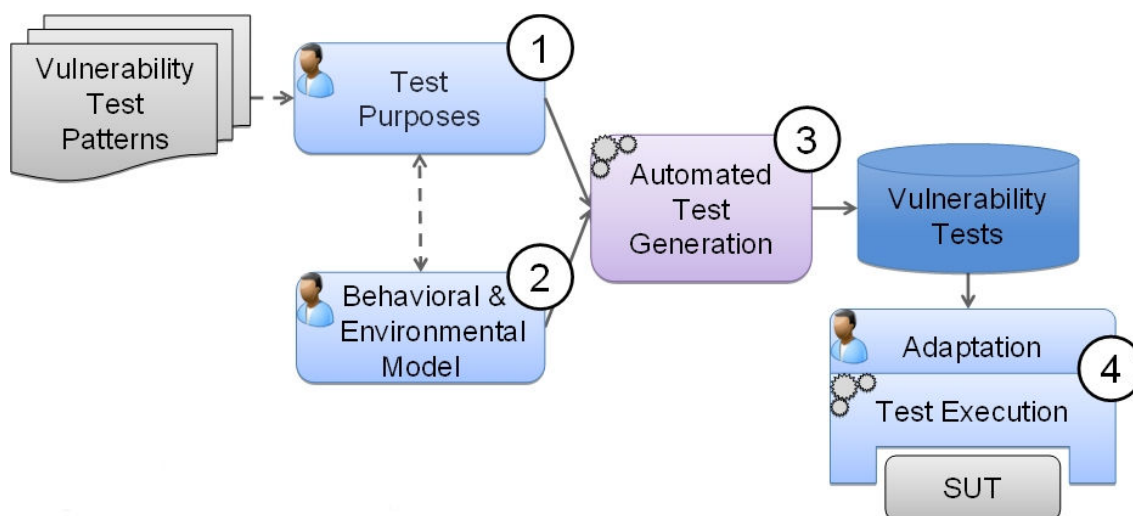 Vulnerability
Test
Patterns
1
Test
Purposes
2
Behavioral &
Environmental
Model
3
Automated
Test
Generation
Vulnerability
Tests
Adaptation
4
Test Execution
SUT